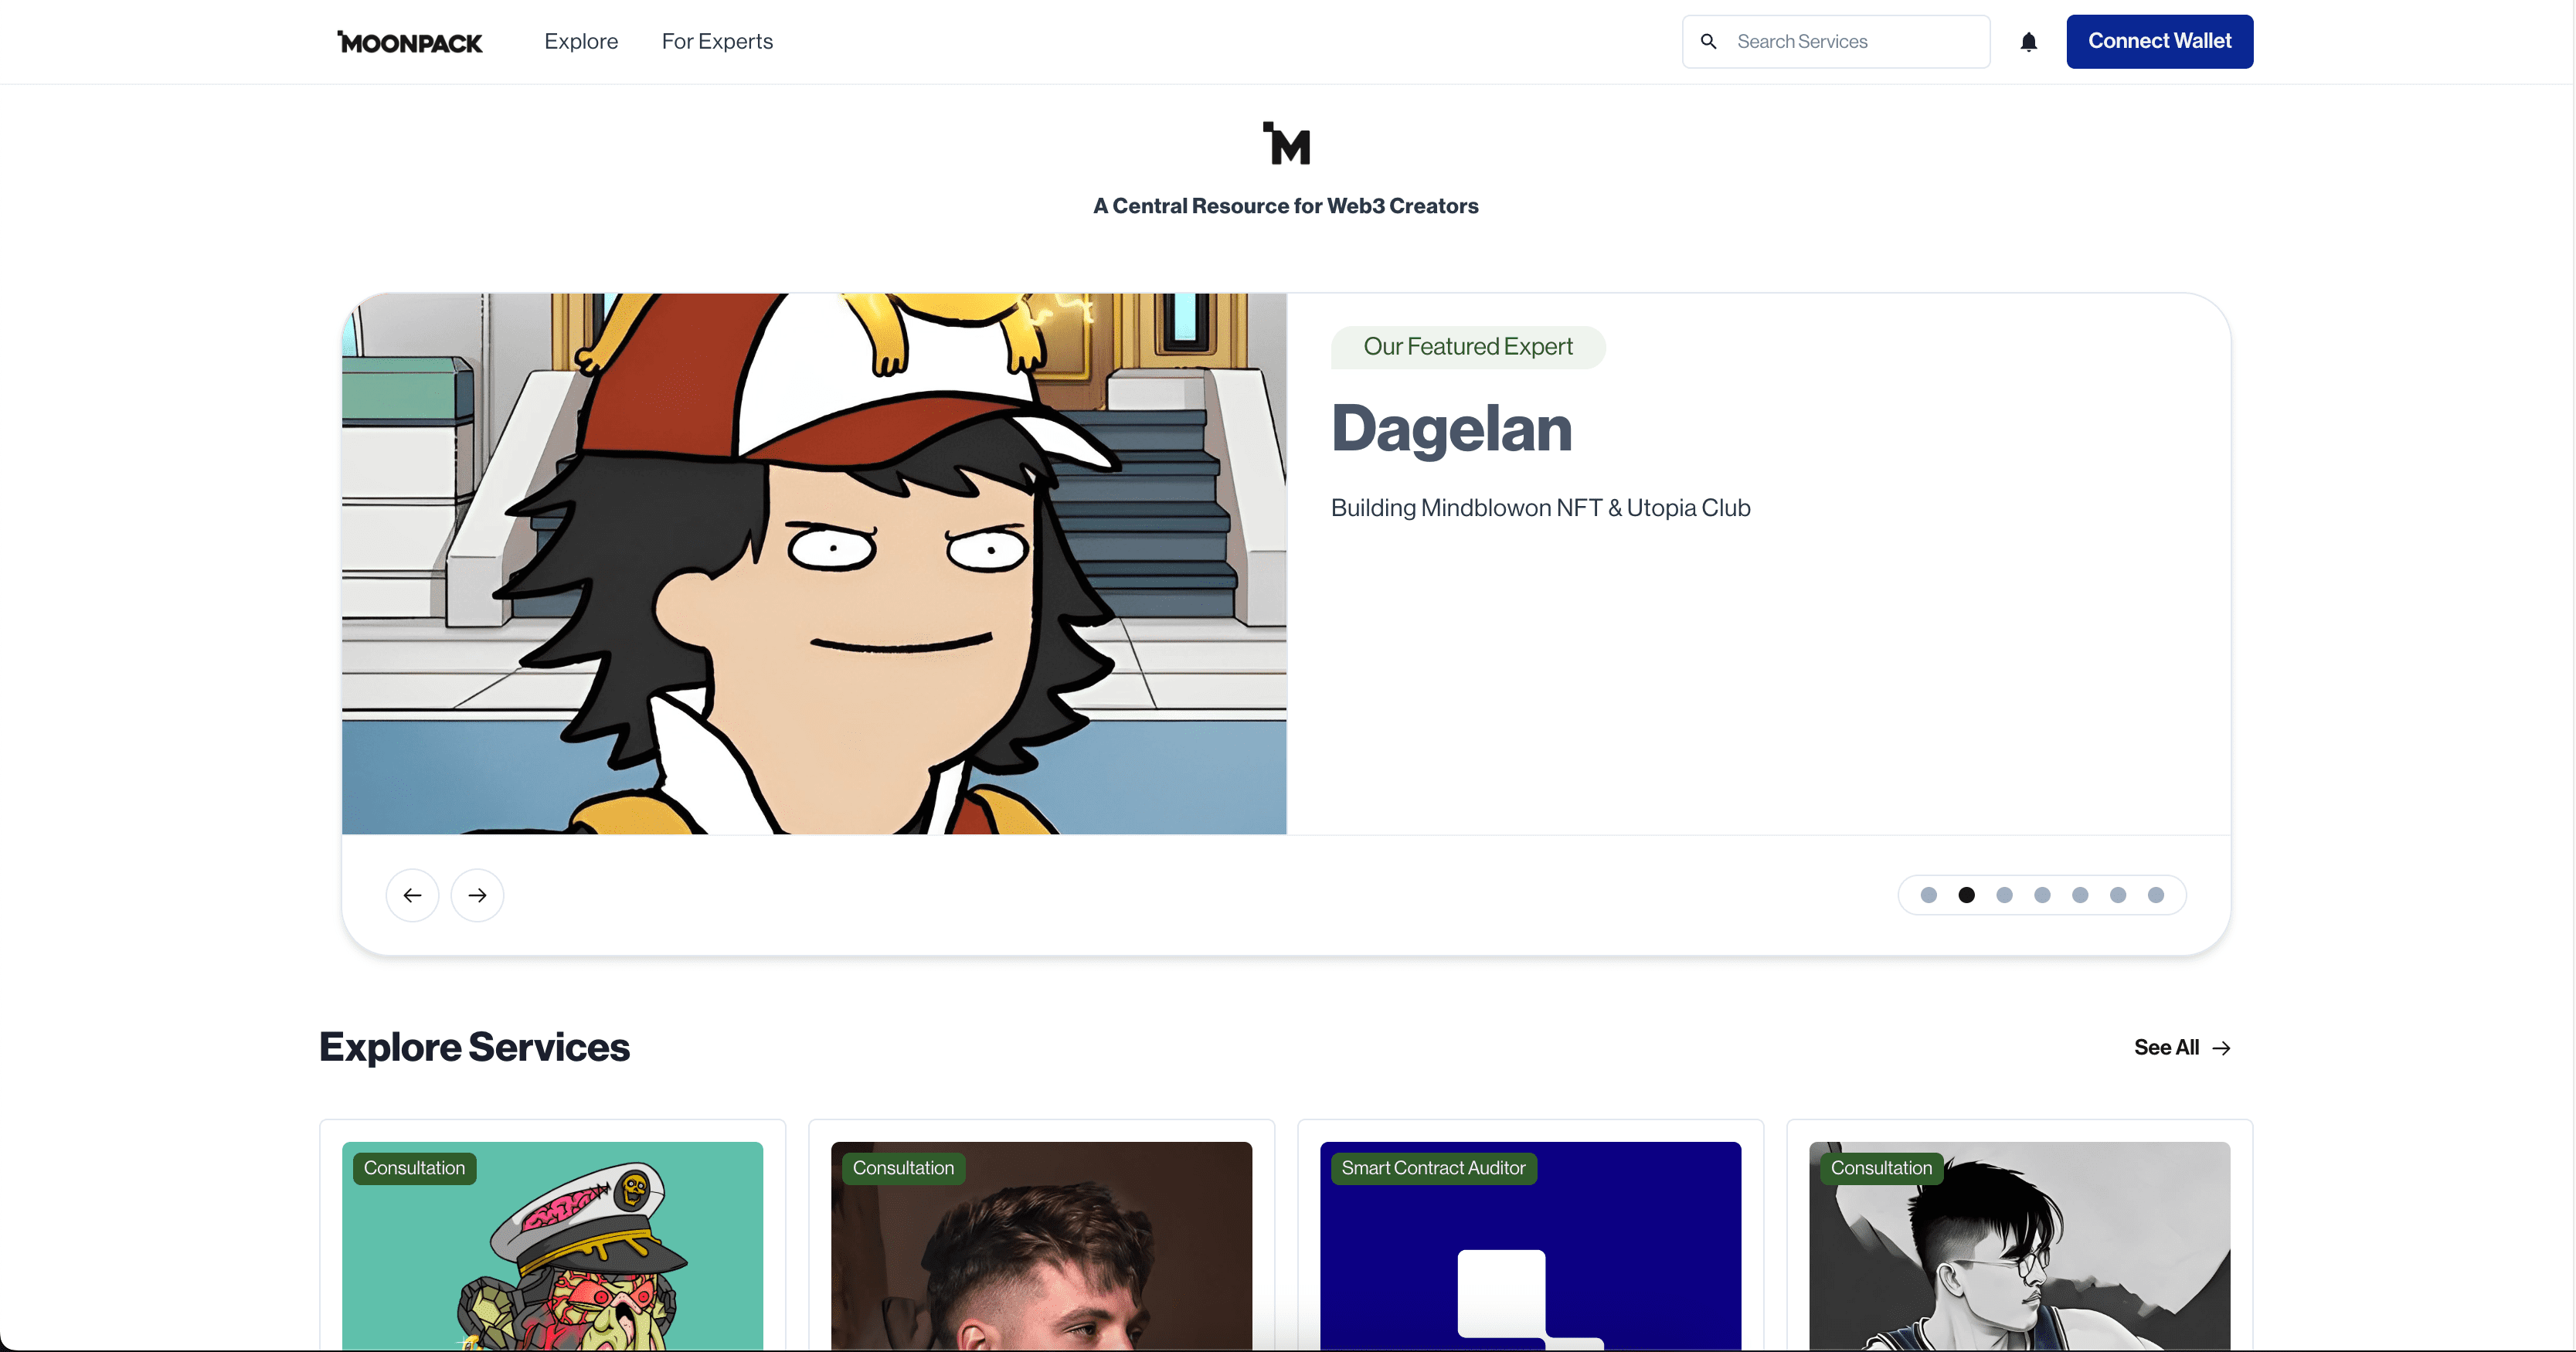 MOONPACK
Explore
For Experts
Search Services
Connect Wallet
M
A Central Resource for Web3 Creators
Our Featured Expert
Dagelan
Building Mindblowon NFT & Utopia Club
Explore Services
See All
Consultation
Consultation
Smart Contract Auditor
Consultation